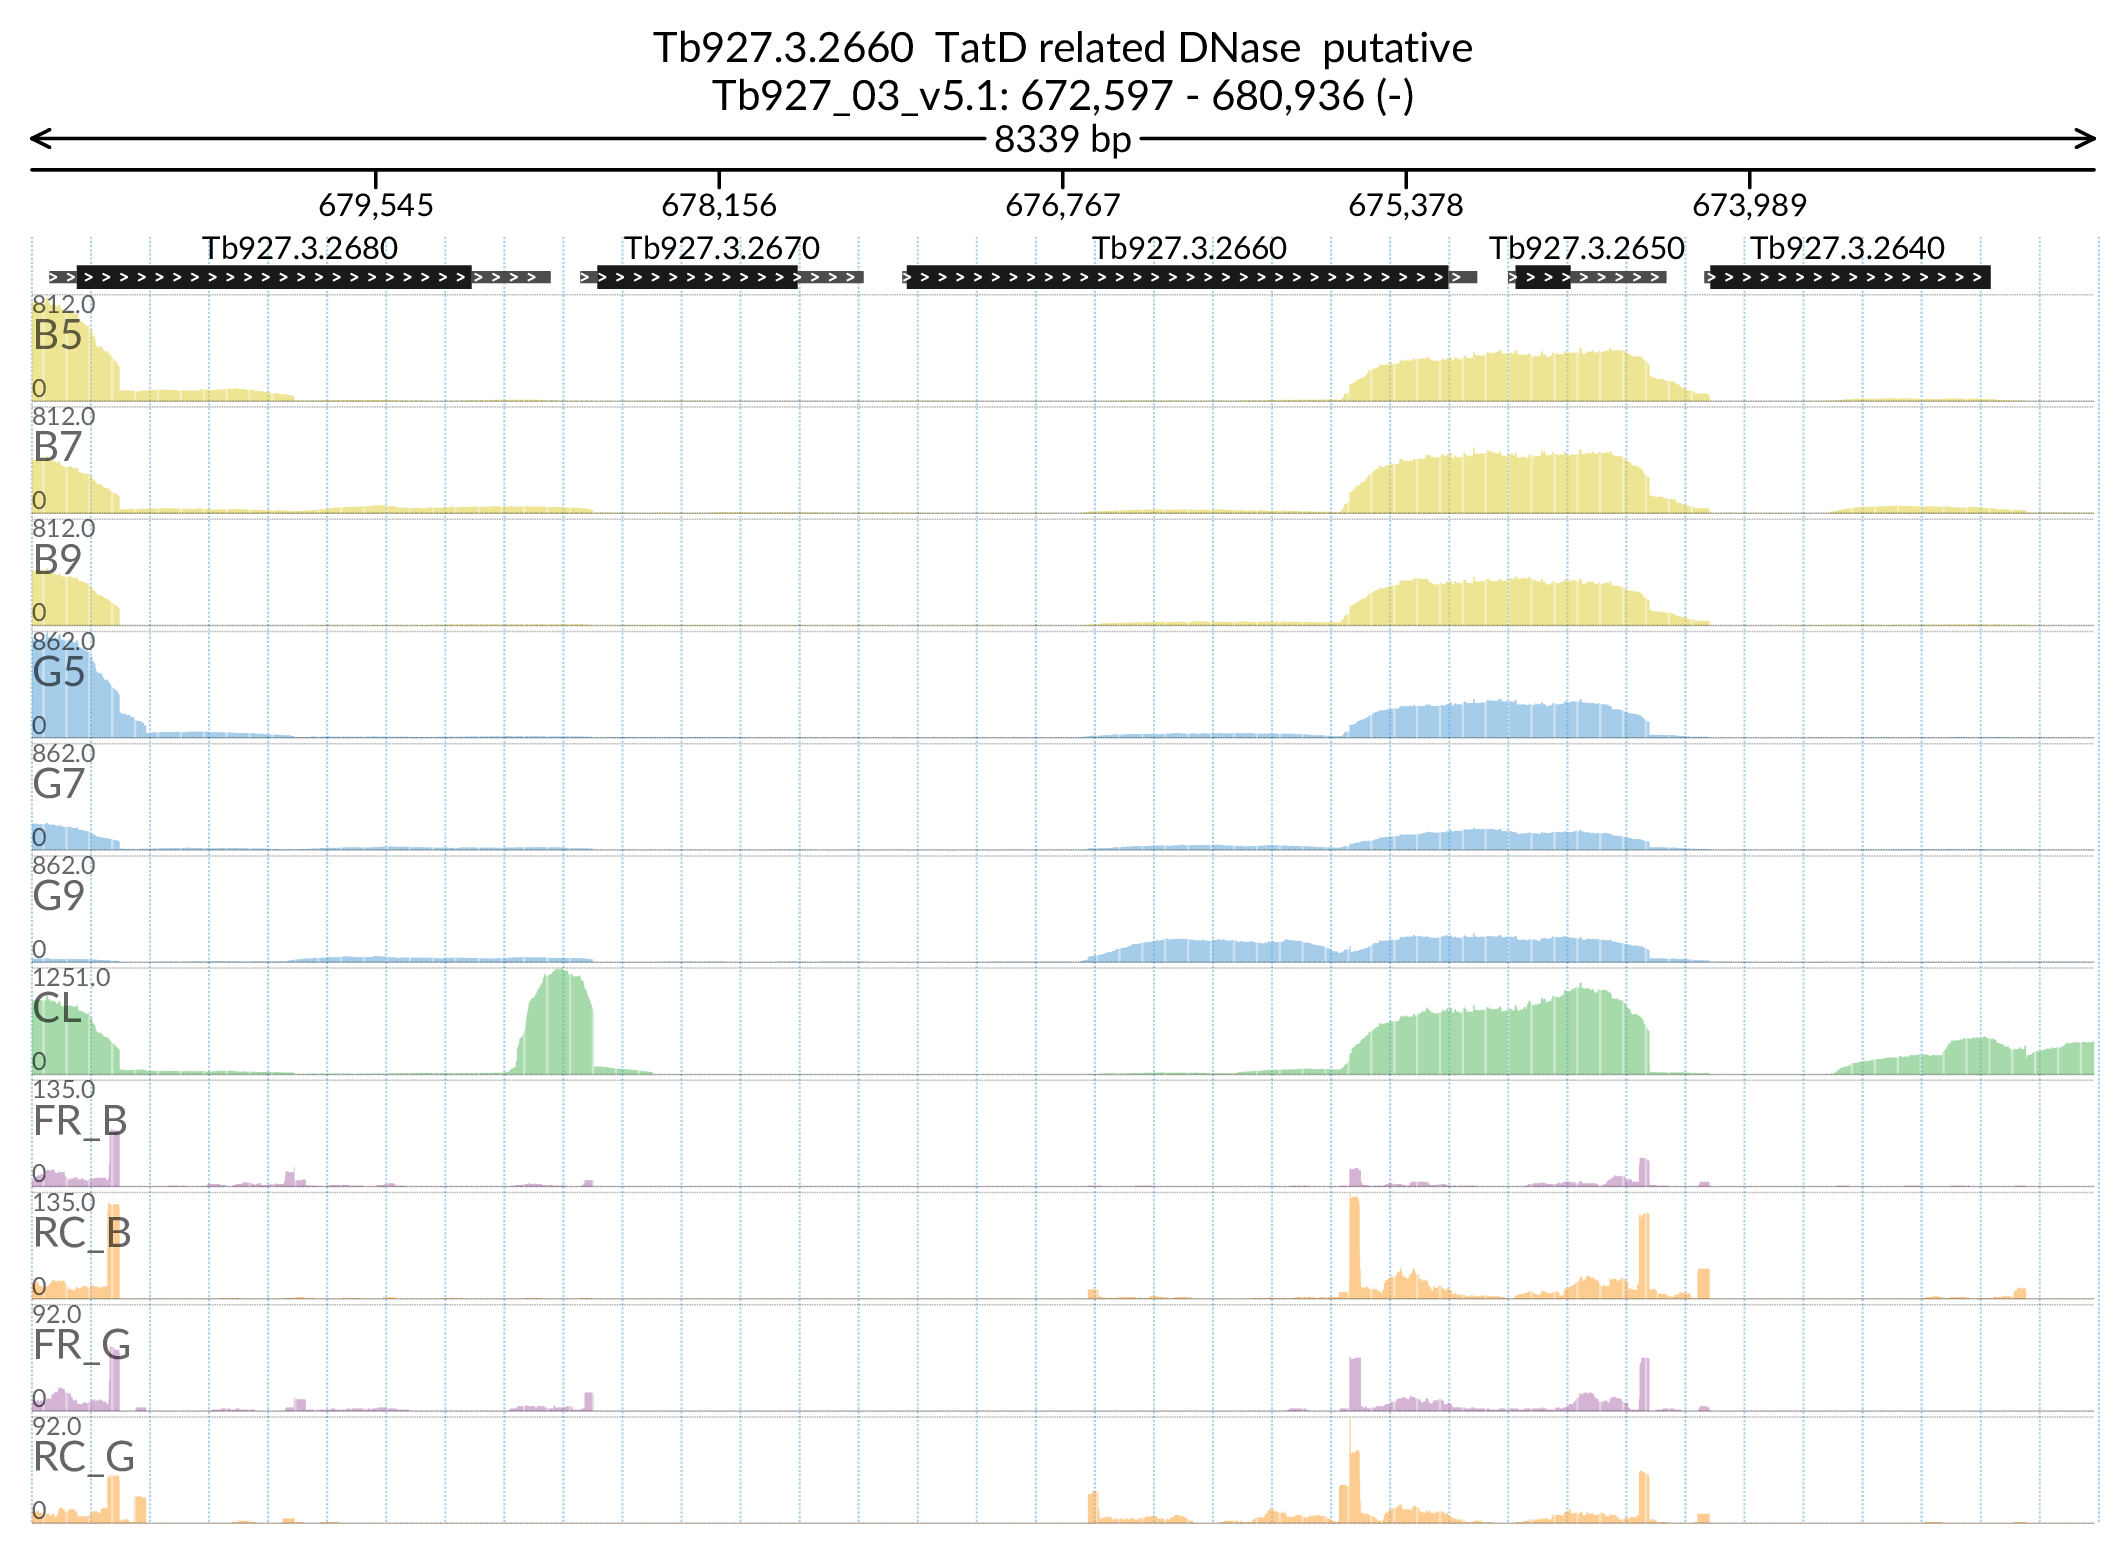 Tb927.3.2660  TatD related DNase  putative
Tb927_03_v5.1: 672,597 - 680,936 (-)
8339 bp
679,545 678,156 676,767 675,378 673,989
Tb927.3.2680 Tb927.3.2670 Tb927.3.2660 Tb927.3.2650 Tb927.3.2640
812.0
B5
0
812.0
B7
0
812.0
B9
0
862.0
G5
0
862.0
G7
0
862.0
G9
0
1251.0
CL
0
135.0
FR_B
0
135.0
RC_B
0
92.0
FR_G
0
92.0
RC_G
0